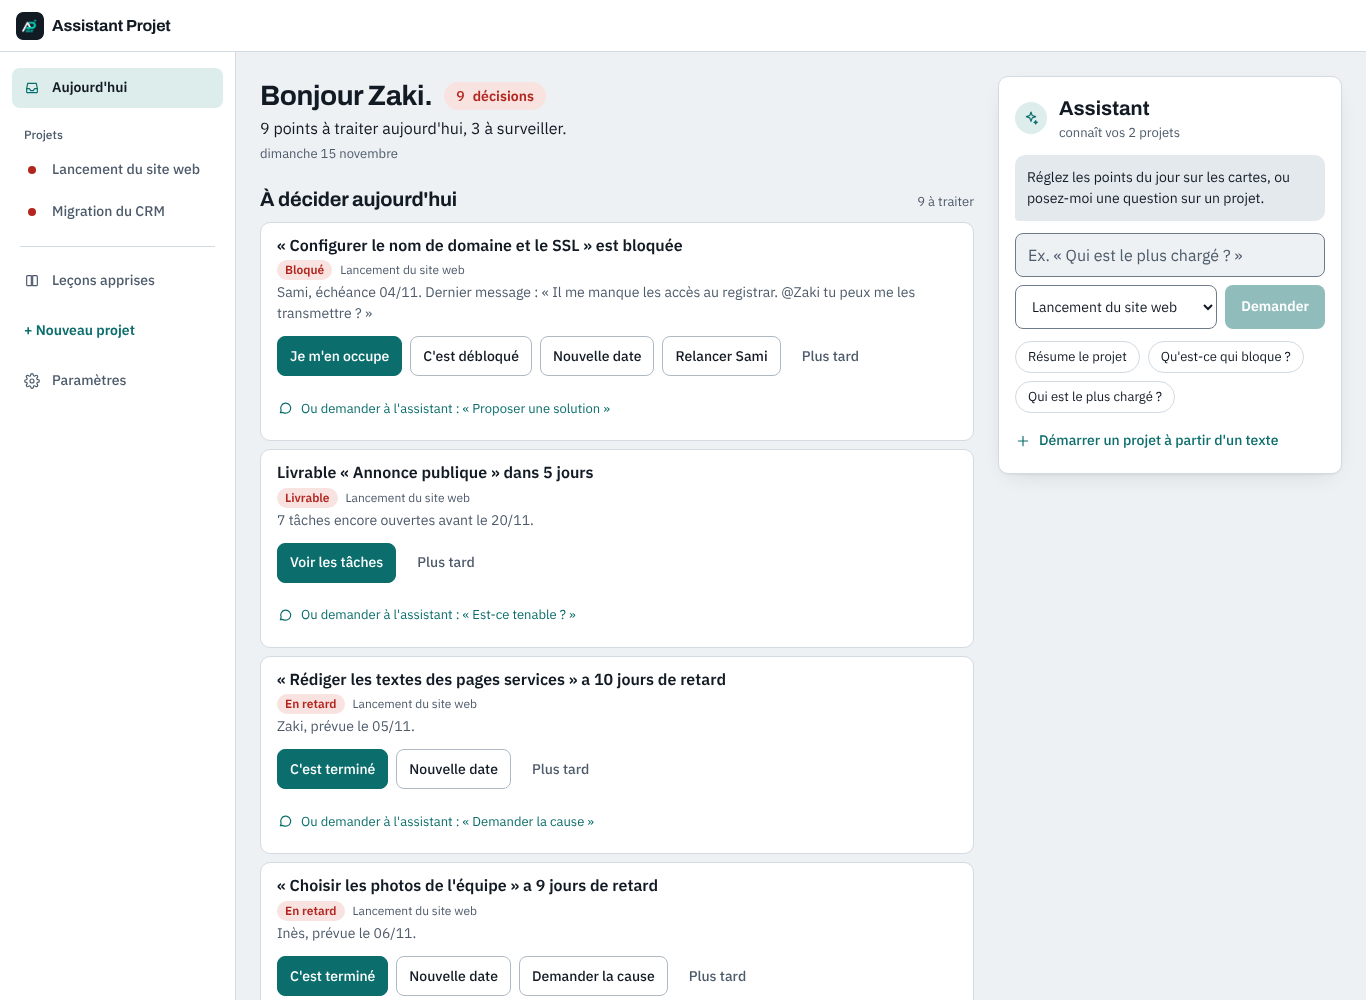 Assistant Projet
Aujourd'hui
Projets
Lancement du site web
Migration du CRM
Leçons apprises
+ Nouveau projet
Paramètres
Bonjour Zaki.
9 décisions
9 points à traiter aujourd'hui, 3 à surveiller.
dimanche 15 novembre
À décider aujourd'hui
9 à traiter
« Configurer le nom de domaine et le SSL » est bloquée
Bloqué Lancement du site web
Sami, échéance 04/11. Dernier message : « Il me manque les accès au registrar. @Zaki tu peux me les
transmettre ? »
Je m'en occupe C'est débloqué Nouvelle date Relancer Sami Plus tard
Ou demander à l'assistant : « Proposer une solution »
Livrable « Annonce publique » dans 5 jours
Livrable Lancement du site web
7 tâches encore ouvertes avant le 20/11.
Voir les tâches Plus tard
Ou demander à l'assistant : « Est-ce tenable ? »
« Rédiger les textes des pages services » a 10 jours de retard
En retard Lancement du site web
Zaki, prévue le 05/11.
C'est terminé Nouvelle date Plus tard
Ou demander à l'assistant : « Demander la cause »
« Choisir les photos de l'équipe » a 9 jours de retard
En retard Lancement du site web
Inès, prévue le 06/11.
C'est terminé Nouvelle date Demander la cause Plus tard
Assistant
connaît vos 2 projets
Réglez les points du jour sur les cartes, ou
posez-moi une question sur un projet.
Ex. « Qui est le plus chargé ? »
Lancement du site web Demander
Résume le projet Qu'est-ce qui bloque ?
Qui est le plus chargé ?
Démarrer un projet à partir d'un texte